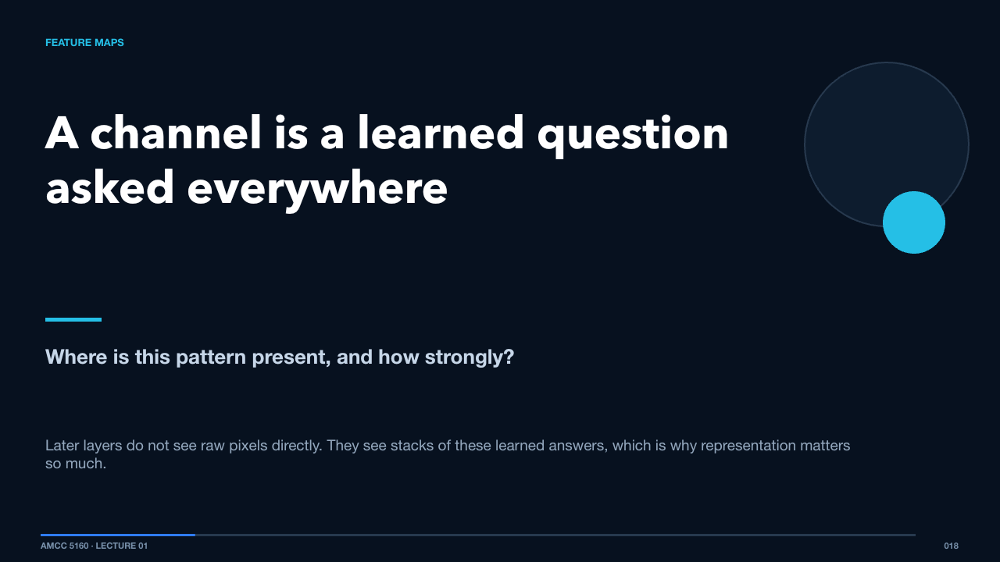 FEATURE MAPS
A channel is a learned question
asked everywhere
Where is this pattern present, and how strongly?
Later layers do not see raw pixels directly. They see stacks of these learned answers, which is why representation matters
so much.
AMCC 5160 · LECTURE 01
018